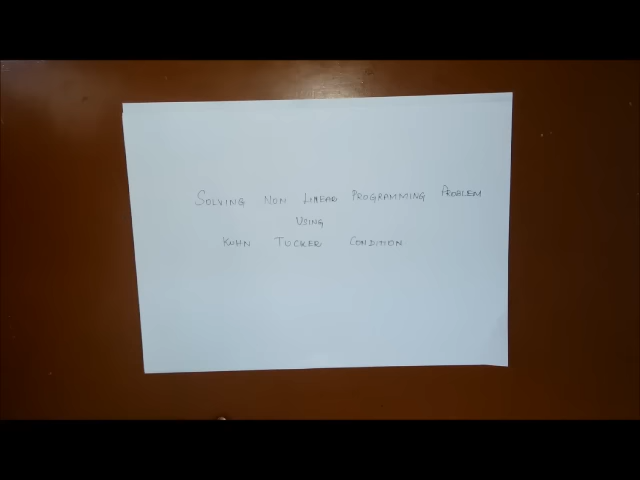 SOLVING NON LINEAR PROGRAMMING PROBLEM
USING
KUHN TUCKER CONDITION